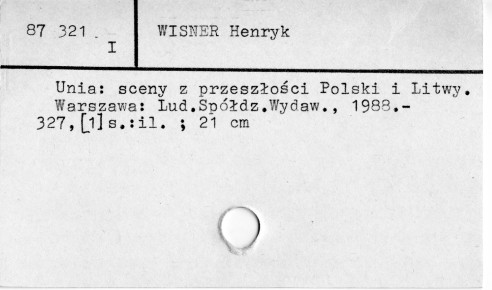 87 321 I WISNER Henryk
Unia: sceny z przeszłości Polski i Litwy.
Warszawa: Lud.Spółdz.Wydaw., 1988.-
327,[1]s.:il. ; 21 cm